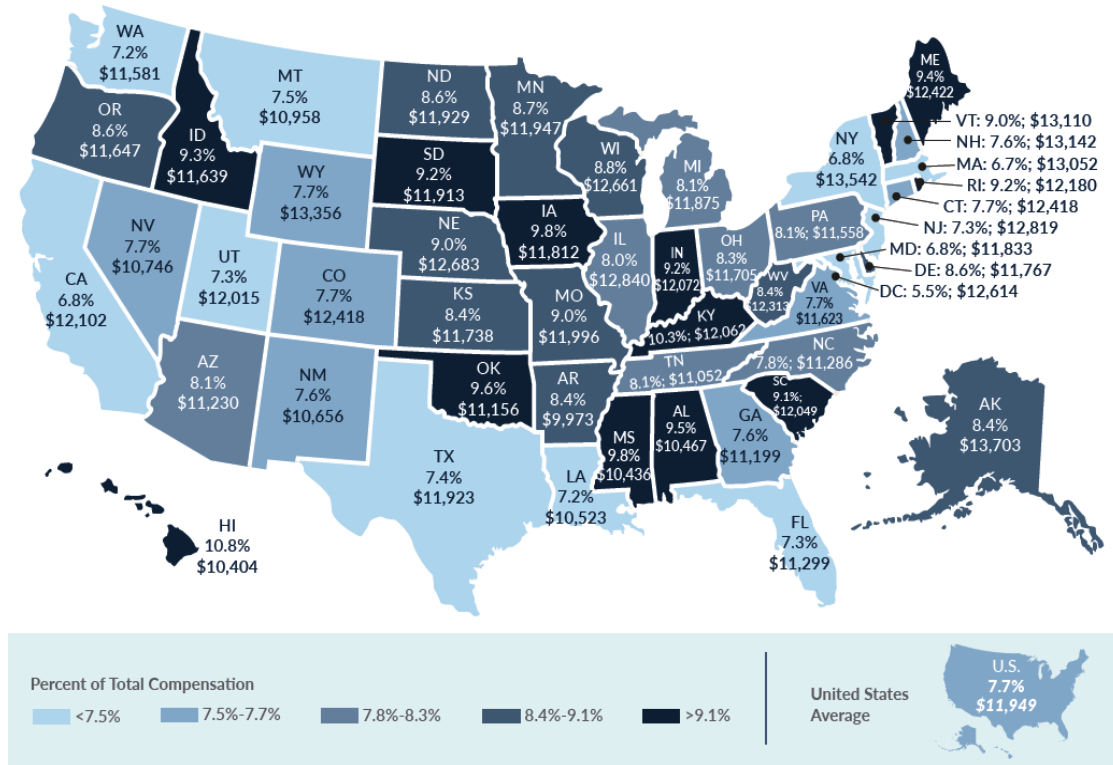 WA
7.2%
$11,581
OR
8.6%
$11,647
ID
9.3%
$11,639
MT
7.5%
$10,958
ND
8.6%
$11,929
MN
8.7%
$11,947
SD
9.2%
$11,913
WY
7.7%
$13,356
NE
9.0%
$12,683
IA
9.8%
$11,812
WI
8.8%
$12,661
MI
8.1%
$11,875
NY
6.8%
$13,542
ME
9.4%
$12,422
VT: 9.0%; $13,110
NH: 7.6%; $13,142
MA: 6.7%; $13,052
RI: 9.2%; $12,180
CT: 7.7%; $12,418
NJ: 7.3%; $12,819
MD: 6.8%; $11,833
DE: 8.6%; $11,767
DC: 5.5%; $12,614
CA
6.8%
$12,102
NV
7.7%
$10,746
UT
7.3%
$12,015
CO
7.7%
$12,418
KS
8.4%
$11,738
MO
9.0%
$11,996
IL
8.0%
$12,840
IN
9.2%
$12,072
OH
8.3%
$11,705
PA
8.1%; $11,558
WV
8.4%
$12,313
VA
7.7%
$11,623
KY
10.3%; $12,062
NC
7.8%; $11,286
TN
8.1%; $11,052
SC
9.1%;
$12,049
AZ
8.1%
$11,230
NM
7.6%
$10,656
OK
9.6%
$11,156
AR
8.4%
$9,973
TX
7.4%
$11,923
LA
7.2%
$10,523
MS
9.8%
$10,436
AL
9.5%
$10,467
GA
7.6%
$11,199
FL
7.3%
$11,299
AK
8.4%
$13,703
HI
10.8%
$10,404
Percent of Total Compensation
<7.5%
7.5%-7.7%
7.8%-8.3%
8.4%-9.1%
>9.1%
United States
Average
U.S.
7.7%
$11,949